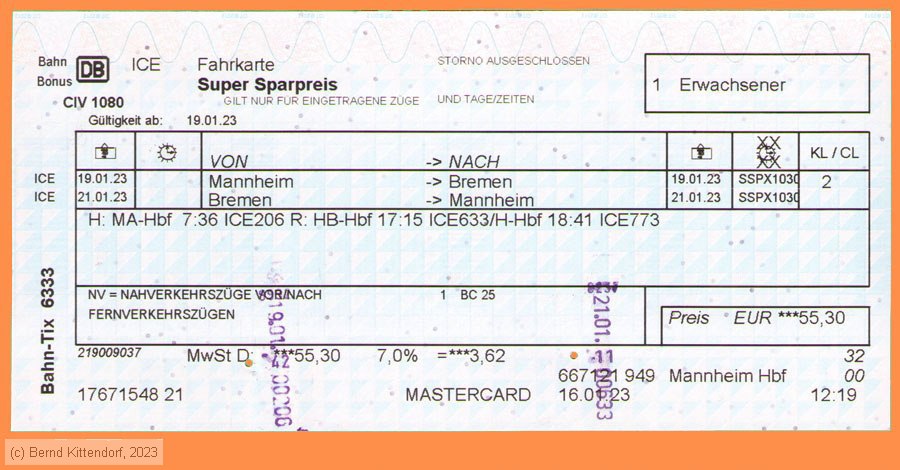 Bahn DB ICE Fahrkarte STORNO AUSGESCHLOSSEN
Bonus Super Sparpreis 1 Erwachsener
CIV 1080 GILT NUR FÜR EINGETRAGENE ZÜGE UND TAGE/ZEITEN
Gültigkeit ab: 19.01.23
VON -> NACH KL / CL
ICE 19.01.23 Mannheim -> Bremen 19.01.23 SSPX1030 2
ICE 21.01.23 Bremen -> Mannheim 21.01.23 SSPX1030
H: MA-Hbf 7:36 ICE206 R: HB-Hbf 17:15 ICE633/H-Hbf 18:41 ICE773
NV = NAHVERKEHRSZÜGE VOR/NACH 1 BC 25
FERNVERKEHRSZÜGEN
Preis EUR ***55,30
Bahn-Tix 6333
219009037 MwSt D: ***55,30 7,0% =***3,62 32
667121 949 Mannheim Hbf 00
17671548 21 MASTERCARD 16.01.23 12:19
(c) Bernd Kittendorf, 2023